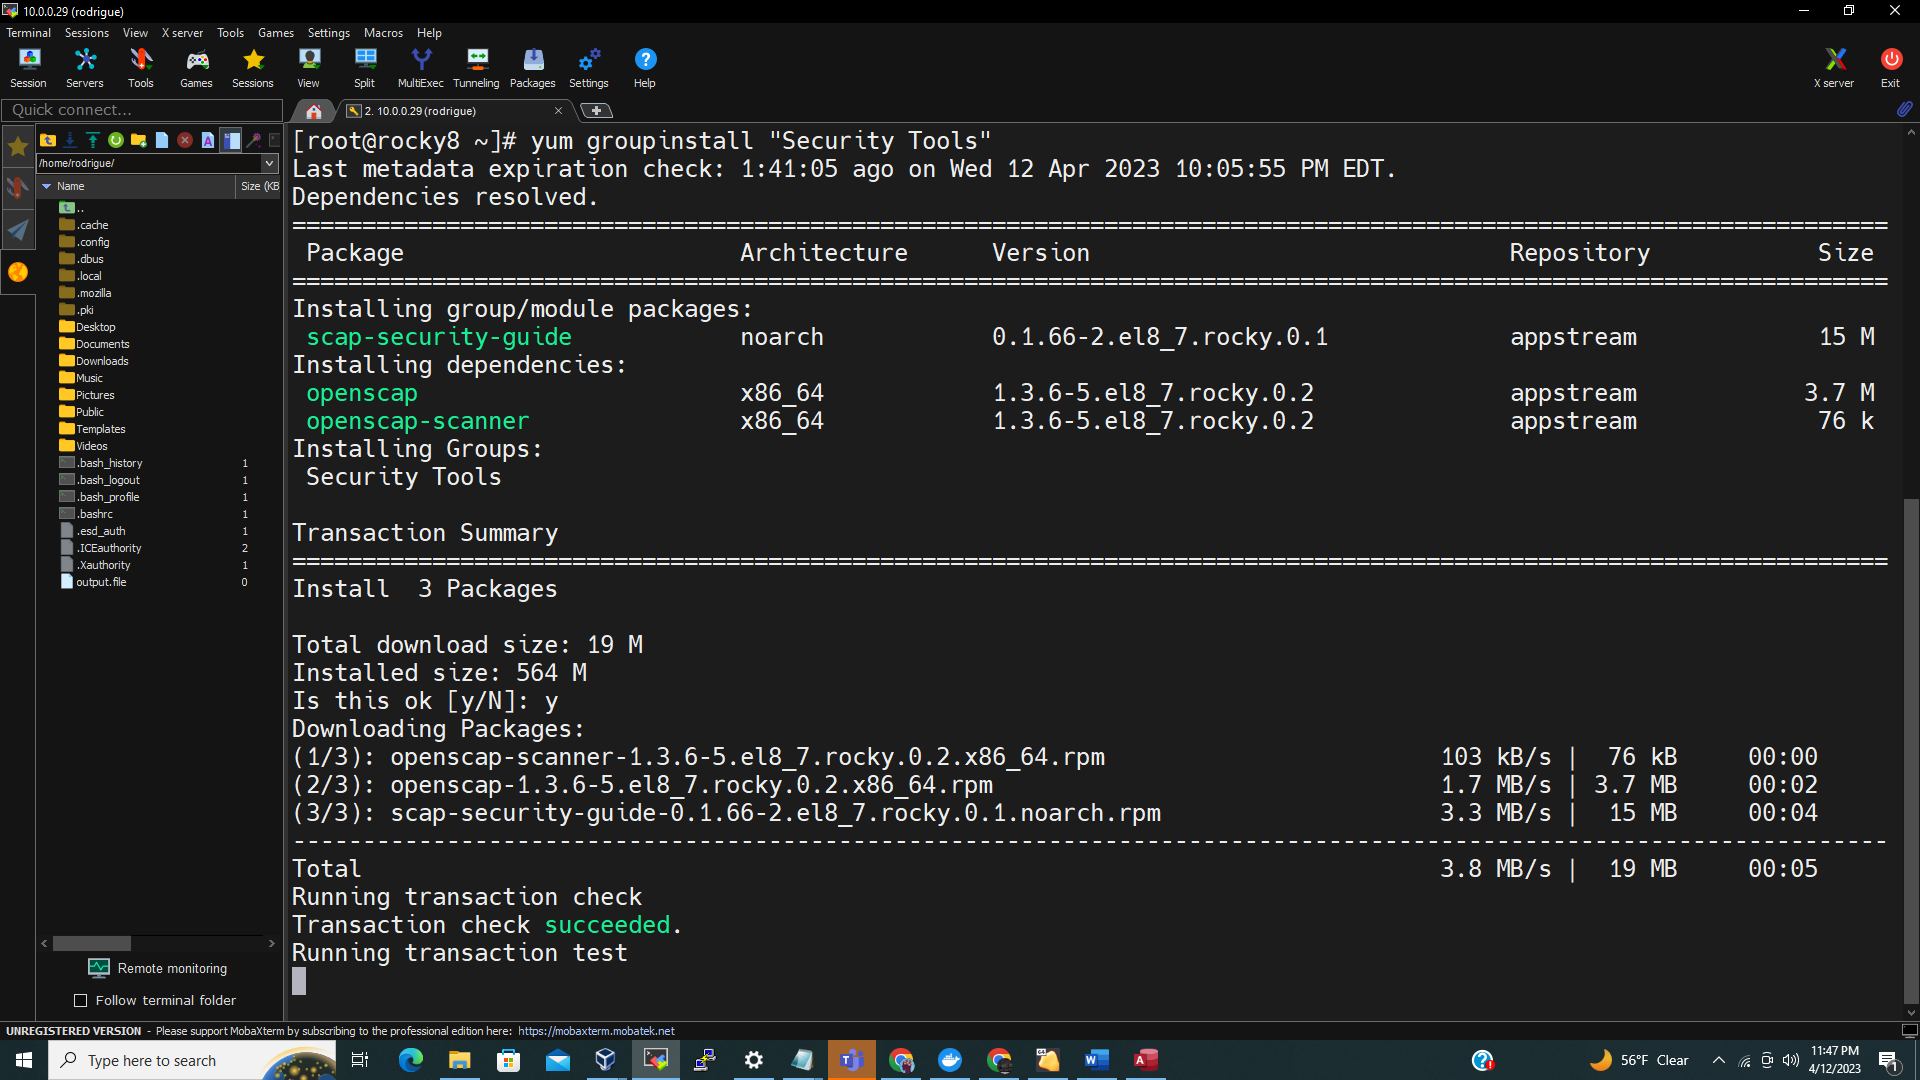 10.0.0.29 (rodrigue)
Terminal Sessions View X server Tools Games Settings Macros Help
Session Servers Tools Games Sessions View Split MultiExec Tunneling Packages Settings Help X server Exit
Quick connect... 2. 10.0.0.29 (rodrigue)
/home/rodrigue/
Name Size (KB
..
.cache
.config
.dbus
.local
.mozilla
.pki
Desktop
Documents
Downloads
Music
Pictures
Public
Templates
Videos
.bash_history 1
.bash_logout 1
.bash_profile 1
.bashrc 1
.esd_auth 1
.ICEauthority 2
.Xauthority 1
output.file 0
Remote monitoring
Follow terminal folder
[root@rocky8 ~]# yum groupinstall "Security Tools"
Last metadata expiration check: 1:41:05 ago on Wed 12 Apr 2023 10:05:55 PM EDT.
Dependencies resolved.
Package Architecture Version Repository Size
Installing group/module packages:
scap-security-guide noarch 0.1.66-2.el8_7.rocky.0.1 appstream 15 M
Installing dependencies:
openscap x86_64 1.3.6-5.el8_7.rocky.0.2 appstream 3.7 M
openscap-scanner x86_64 1.3.6-5.el8_7.rocky.0.2 appstream 76 k
Installing Groups:
Security Tools
Transaction Summary
Install 3 Packages
Total download size: 19 M
Installed size: 564 M
Is this ok [y/N]: y
Downloading Packages:
(1/3): openscap-scanner-1.3.6-5.el8_7.rocky.0.2.x86_64.rpm 103 kB/s | 76 kB 00:00
(2/3): openscap-1.3.6-5.el8_7.rocky.0.2.x86_64.rpm 1.7 MB/s | 3.7 MB 00:02
(3/3): scap-security-guide-0.1.66-2.el8_7.rocky.0.1.noarch.rpm 3.3 MB/s | 15 MB 00:04
Total 3.8 MB/s | 19 MB 00:05
Running transaction check
Transaction check succeeded.
Running transaction test
UNREGISTERED VERSION - Please support MobaXterm by subscribing to the professional edition here: https://mobaxterm.mobatek.net
Type here to search
56°F Clear
11:47 PM
4/12/2023
1